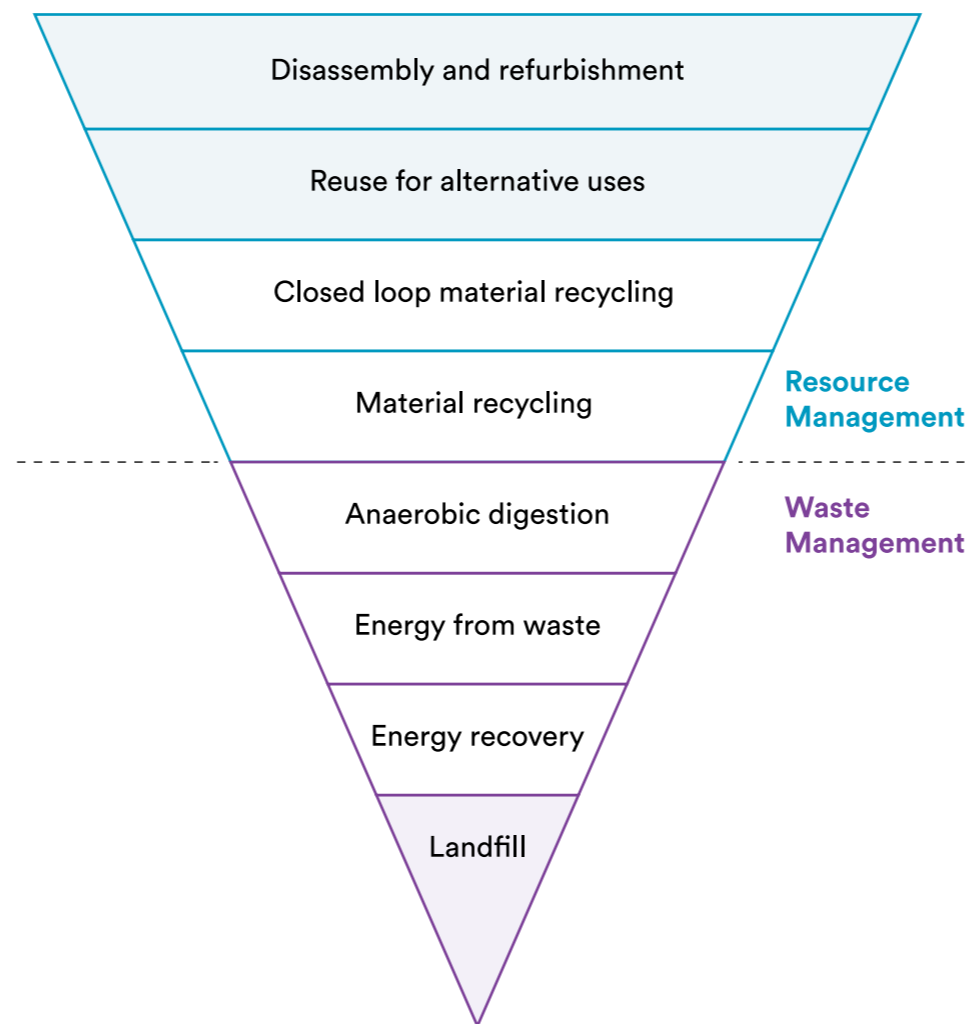 Disassembly and refurbishment
Reuse for alternative uses
Closed loop material recycling
Material recycling
Resource
Management
Anaerobic digestion
Waste
Management
Energy from waste
Energy recovery
Landfill